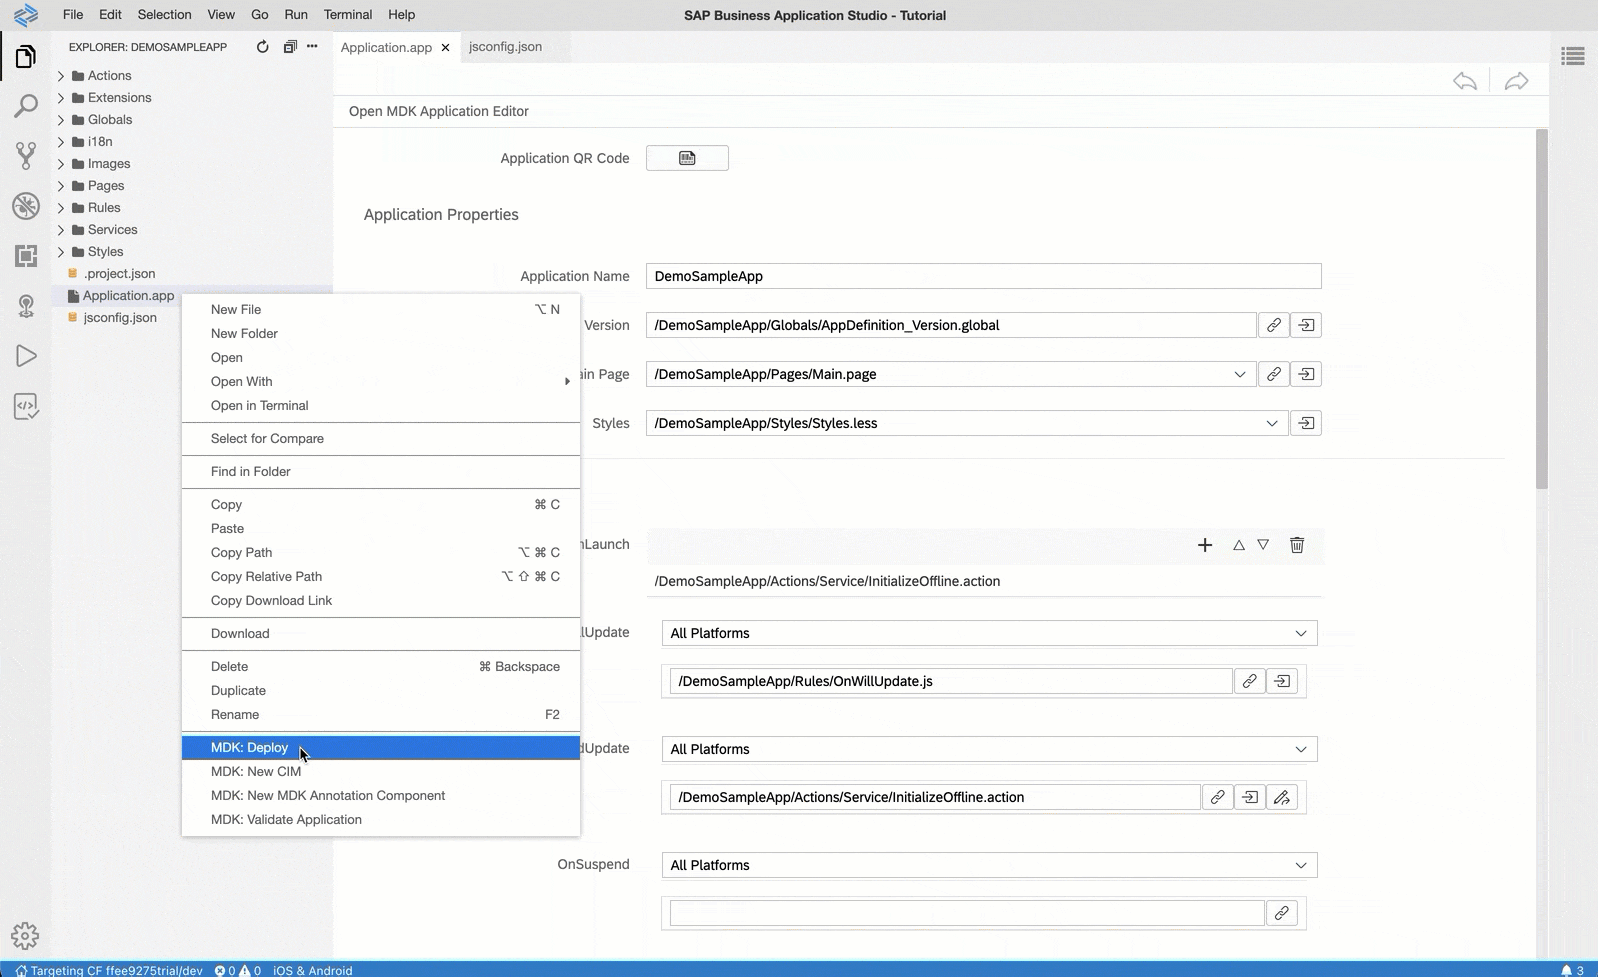 File Edit Selection View Go Run Terminal Help
SAP Business Application Studio - Tutorial
EXPLORER: DEMOSAMPLEAPP
Actions
Extensions
Globals
i18n
Images
Pages
Rules
Services
Styles
.project.json
Application.app
jsconfig.json
New File ⌥ N
New Folder
Open
Open With
Open in Terminal
Select for Compare
Find in Folder
Copy ⌘ C
Paste
Copy Path ⌥ ⌘ C
Copy Relative Path ⌥ ⇧ ⌘ C
Copy Download Link
Download
Delete ⌘ Backspace
Duplicate
Rename F2
MDK: Deploy
MDK: New CIM
MDK: New MDK Annotation Component
MDK: Validate Application
Application.app jsconfig.json
Open MDK Application Editor
Application QR Code
Application Properties
Application Name DemoSampleApp
Version /DemoSampleApp/Globals/AppDefinition_Version.global
ain Page /DemoSampleApp/Pages/Main.page
Styles /DemoSampleApp/Styles/Styles.less
nLaunch
/DemoSampleApp/Actions/Service/InitializeOffline.action
lUpdate All Platforms
/DemoSampleApp/Rules/OnWillUpdate.js
dUpdate All Platforms
/DemoSampleApp/Actions/Service/InitializeOffline.action
OnSuspend All Platforms
Targeting CF ffee9275trial/dev 0 0 iOS & Android 3